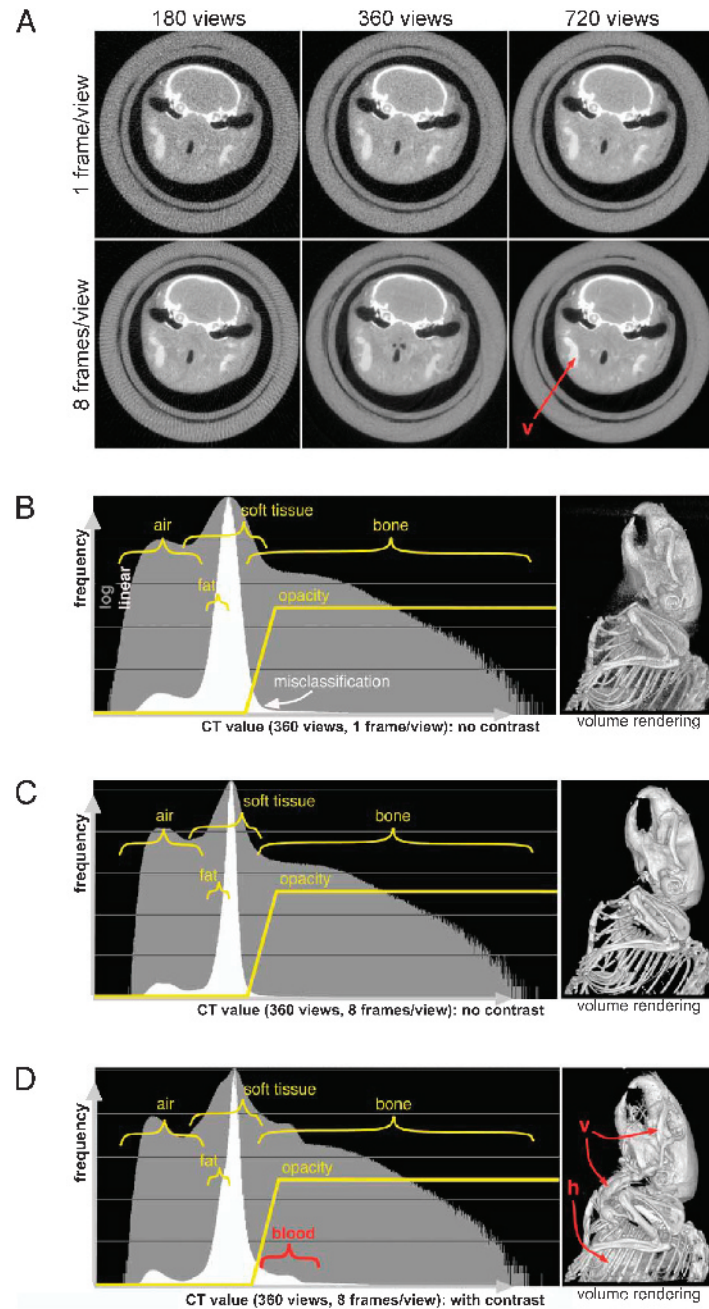 A
180 views 360 views 720 views
1 frame/view
8 frames/view
v
B
frequency
log
linear
air
soft tissue
bone
fat
opacity
misclassification
CT value (360 views, 1 frame/view): no contrast
volume rendering
C
frequency
air
soft tissue
bone
fat
opacity
CT value (360 views, 8 frames/view): no contrast
volume rendering
D
frequency
air
soft tissue
bone
fat
opacity
blood
v
h
CT value (360 views, 8 frames/view): with contrast
volume rendering